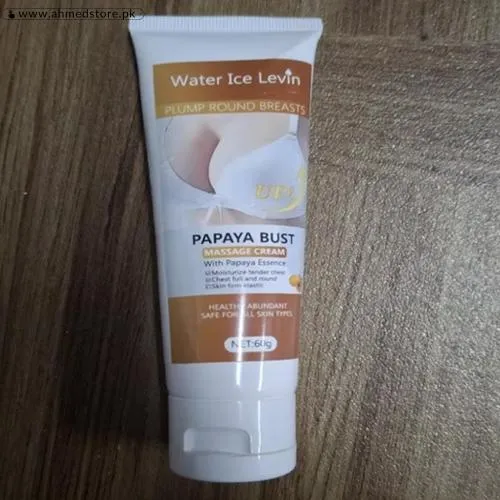 www.ahmedstore.pk
Water Ice Levin
PLUMP ROUND BREASTS
UP
PAPAYA BUST
MASSAGE CREAM
With Papaya Essence
Moisturize tender chest
Chest full and round
Skin firm elastic
HEALTHY ABUNDANT
SAFE FOR ALL SKIN TYPES
NET:60g